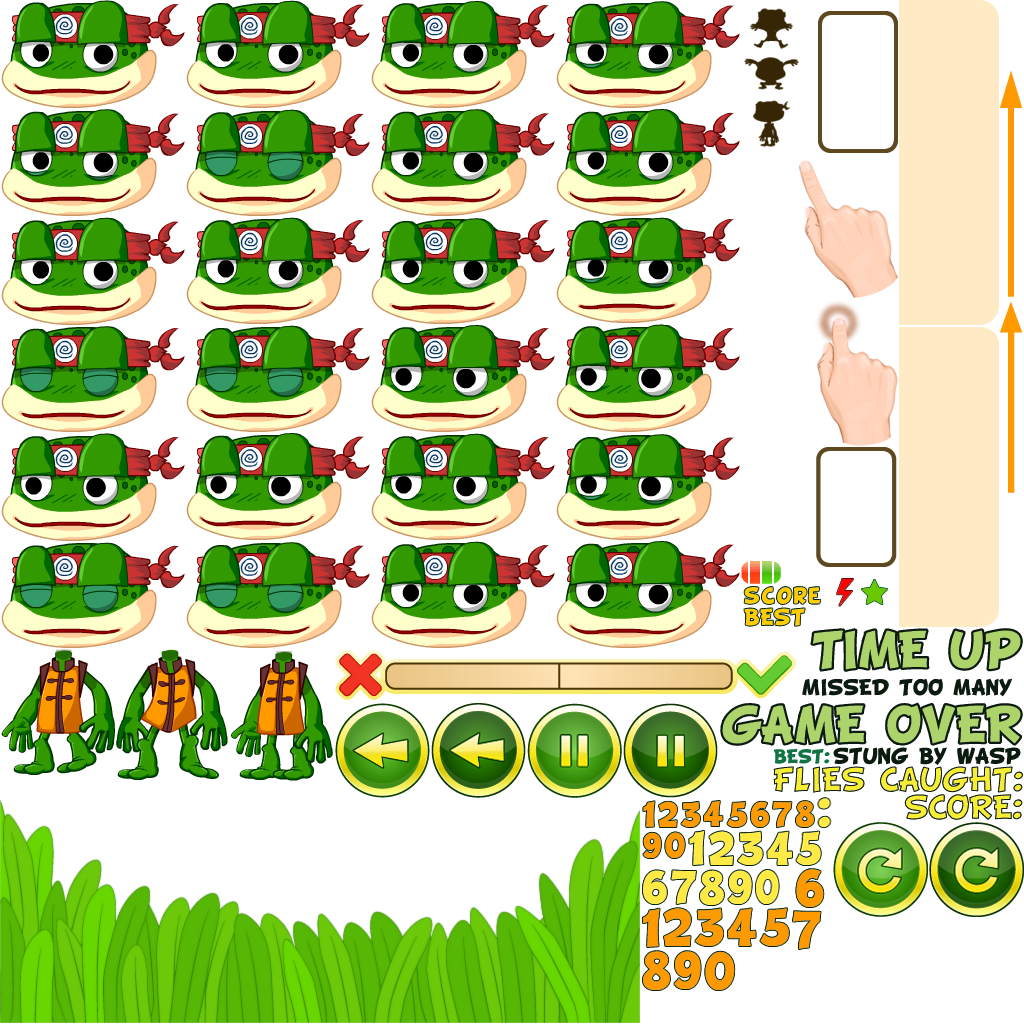 SCORE
BEST
TIME UP
MISSED TOO MANY
GAME OVER
BEST: STUNG BY WASP
FLIES CAUGHT:
SCORE:
12345678:
9012345
67890 6
123457
890